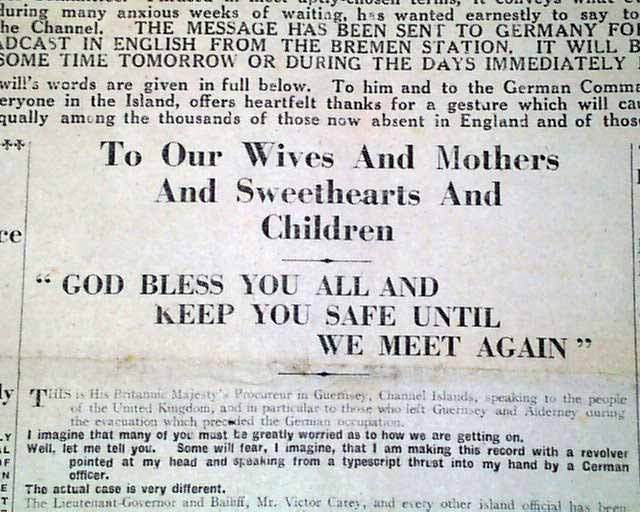 during many anxious weeks of waiting, has wanted earnestly to say to
the Channel. THE MESSAGE HAS BEEN SENT TO GERMANY FO
ADCAST IN ENGLISH FROM THE BREMEN STATION. IT WILL B
SOME TIME TOMORROW OR DURING THE DAYS IMMEDIATELY
will's words are given in full below. To him and to the German Comma
eryone in the Island, offers heartfelt thanks for a gesture which will ca
qually among the thousands of those now absent in England and of thos
To Our Wives And Mothers
And Sweethearts And
Children
"GOD BLESS YOU ALL AND
KEEP YOU SAFE UNTIL
WE MEET AGAIN"
THIS is His Britannic Majesty's Procureur in Guernsey, Channel Islands, speaking to the people
of the United Kingdom, and in particular to those who left Guernsey and Alderney during
the evacuation which preceded the German occupation.
I imagine that many of you must be greatly worried as to how we are getting on.
Well, let me tell you. Some will fear, I imagine, that I am making this record with a revolver
pointed at my head and speaking from a typescript thrust into my hand by a German
officer.
The actual case is very different.
The Lieutenant-Governor and Bailiff, Mr. Victor Carey, and every other island official has been